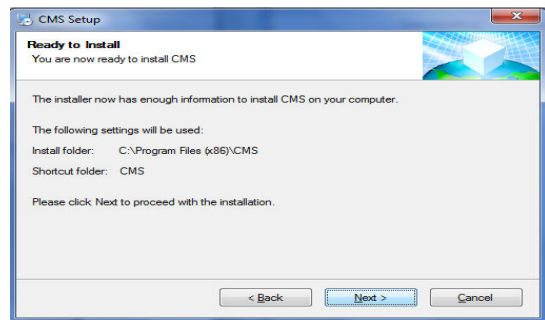 CMS Setup
Ready to Install
You are now ready to install CMS
The installer now has enough information to install CMS on your computer.
The following settings will be used:
Install folder: C:\Program Files (x86)\CMS
Shortcut folder: CMS
Please click Next to proceed with the installation.
< Back Next > Cancel